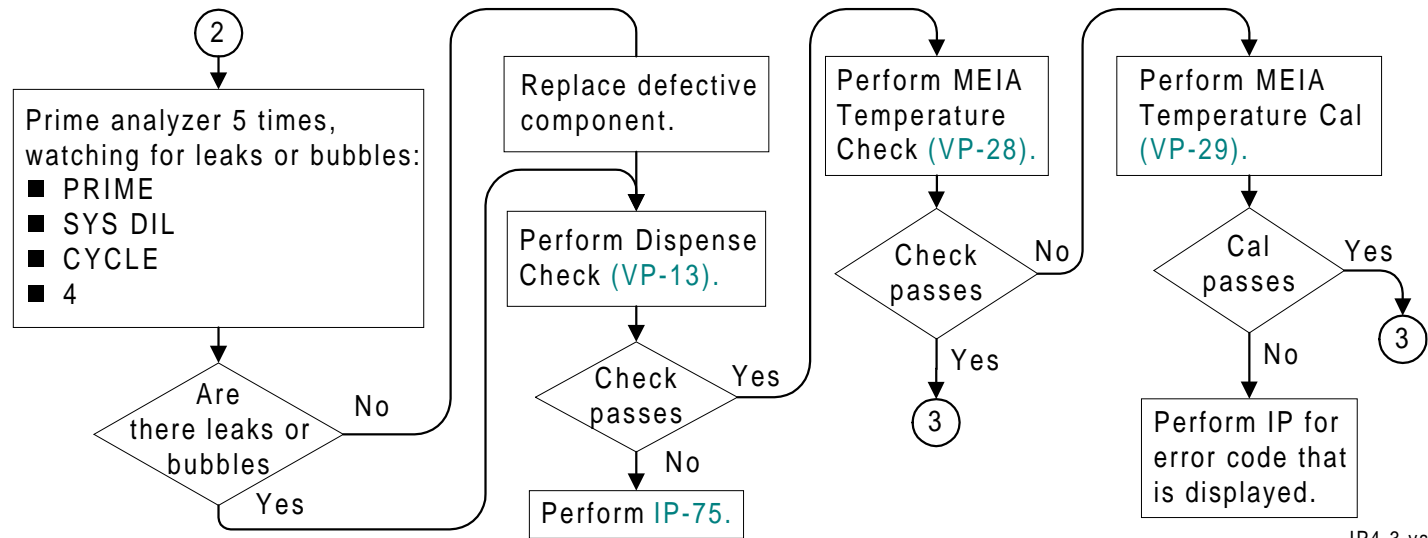 2
Prime analyzer 5 times,
watching for leaks or bubbles:
■ PRIME
■ SYS DIL
■ CYCLE
■ 4
Are
there leaks or
bubbles
No
Yes
Replace defective
component.
Perform Dispense
Check (VP-13).
Check
passes
Yes
No
Perform IP-75.
Perform MEIA
Temperature
Check (VP-28).
Check
passes
No
Yes
3
Perform MEIA
Temperature Cal
(VP-29).
Cal
passes
Yes
3
No
Perform IP for
error code that
is displayed.